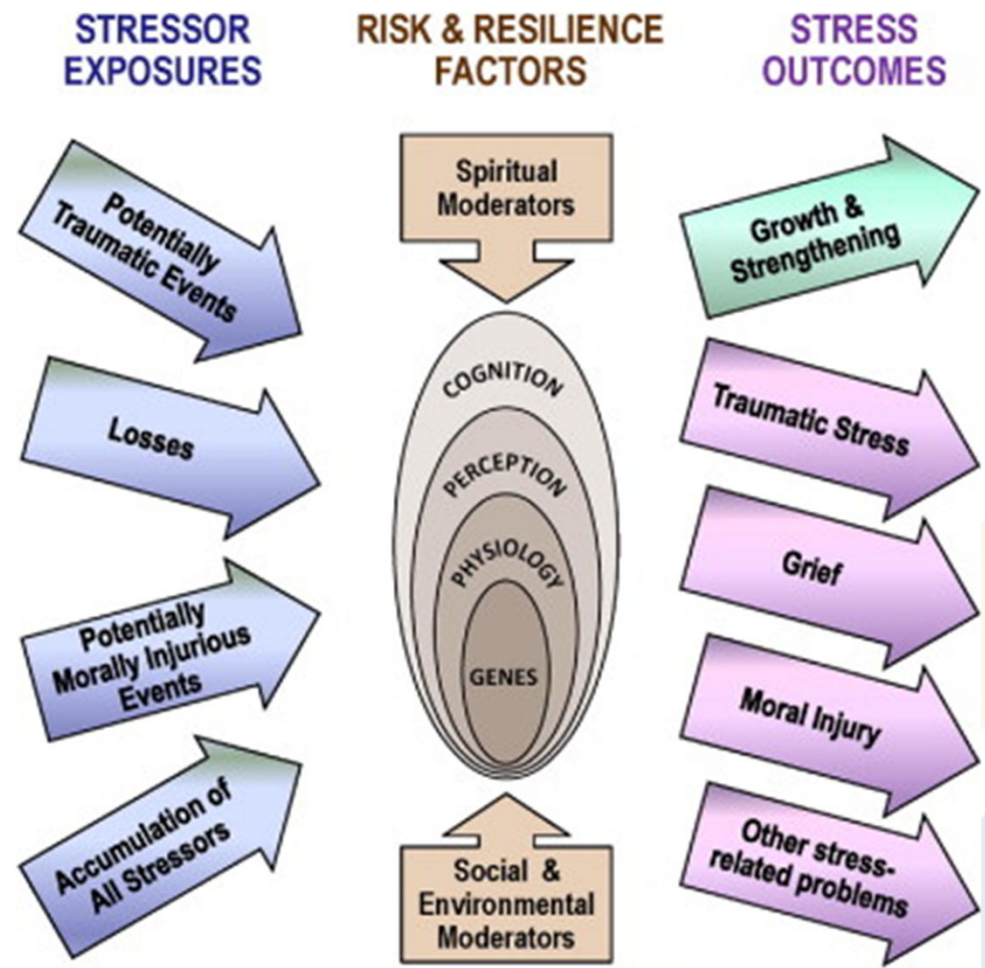 STRESSOR
EXPOSURES
RISK & RESILIENCE
FACTORS
STRESS
OUTCOMES
Potentially
Traumatic Events
Losses
Potentially
Morally Injurious
Events
Accumulation of
All Stressors
Spiritual
Moderators
COGNITION
PERCEPTION
PHYSIOLOGY
GENES
Social &
Environmental
Moderators
Growth &
Strengthening
Traumatic Stress
Grief
Moral Injury
Other stress-
related problems